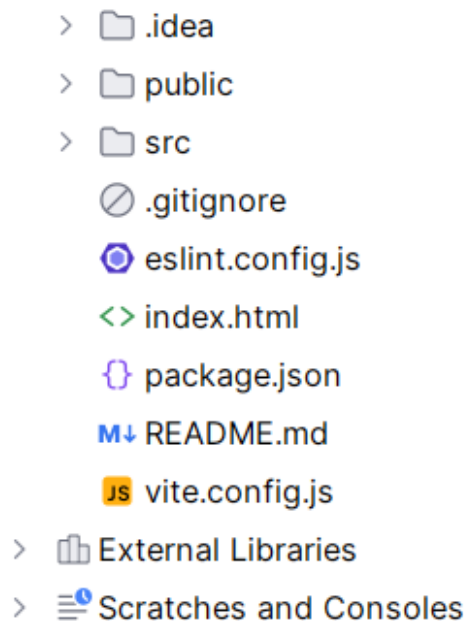 .idea
public
src
.gitignore
eslint.config.js
index.html
package.json
M↓ README.md
JS vite.config.js
External Libraries
Scratches and Consoles